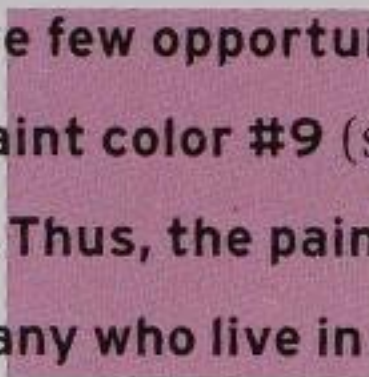 e few opportu
aint color #9 (
Thus, the pain
any who live in